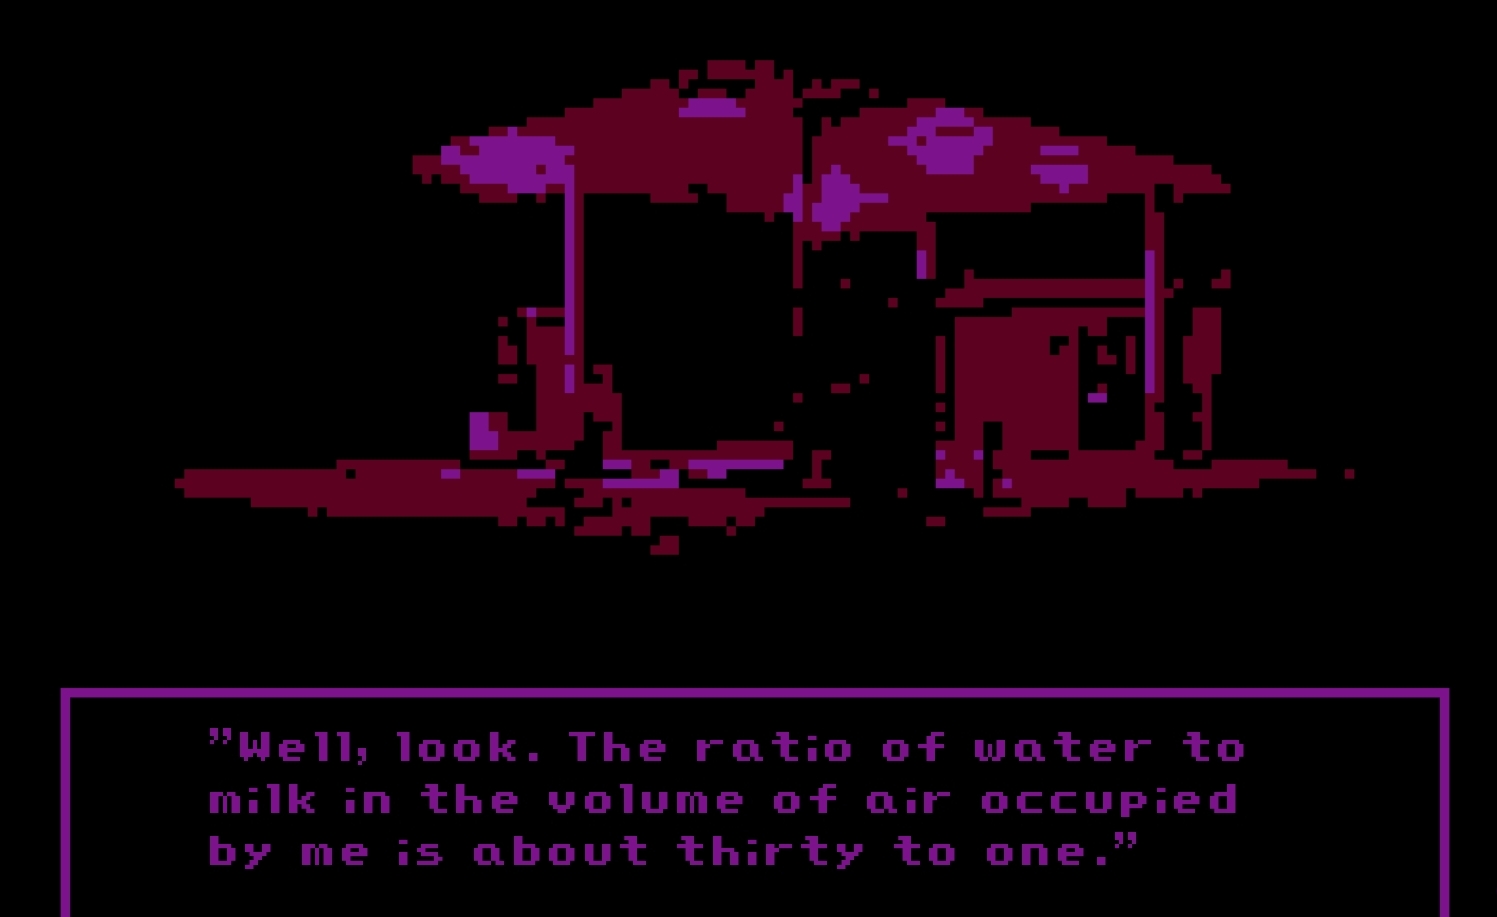 "Well, look. The ratio of water to
milk in the volume of air occupied
by me is about thirty to one."